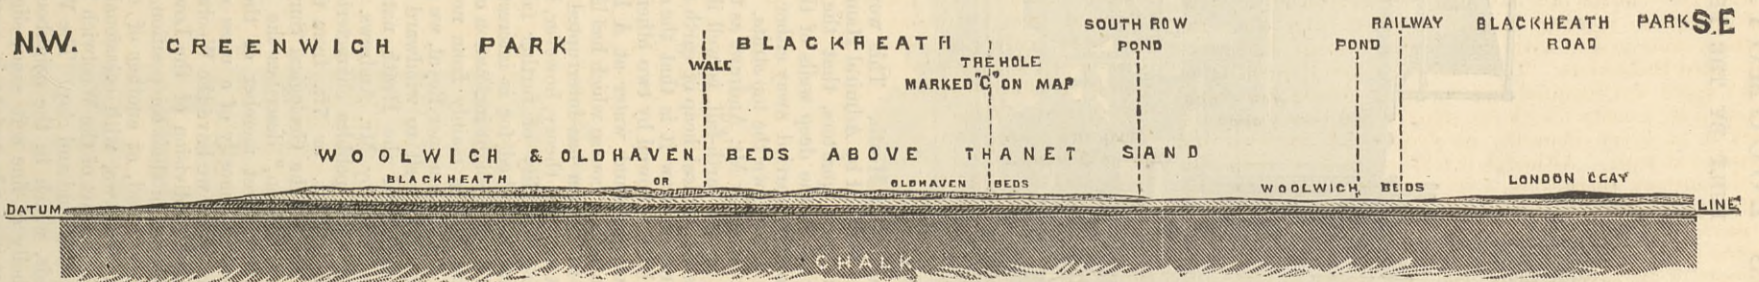 N.W. GREENWICH PARK BLACKHEATH SOUTH ROW POND RAILWAY POND BLACKHEATH PARK ROAD S.E
WALL
THE HOLE
MARKED "C" ON MAP
WOOLWICH & OLDHAVEN BEDS ABOVE THANET SAND
BLACKHEATH OR OLDHAVEN BEDS WOOLWICH BEDS LONDON CLAY
DATUM LINE
CHALK